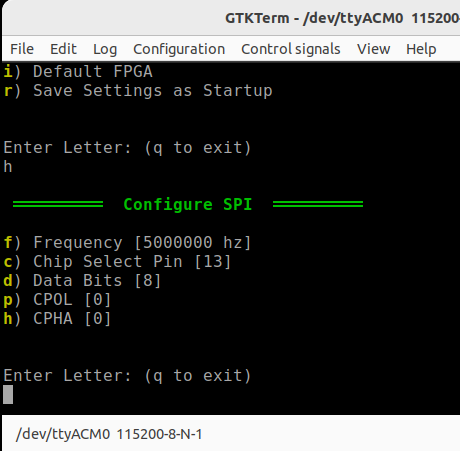 GTKTerm - /dev/ttyACM0 115200-
File Edit Log Configuration Control signals View Help
i) Default FPGA
r) Save Settings as Startup
Enter Letter: (q to exit)
h
Configure SPI
f) Frequency [5000000 hz]
c) Chip Select Pin [13]
d) Data Bits [8]
p) CPOL [0]
h) CPHA [0]
Enter Letter: (q to exit)
/dev/ttyACM0 115200-8-N-1